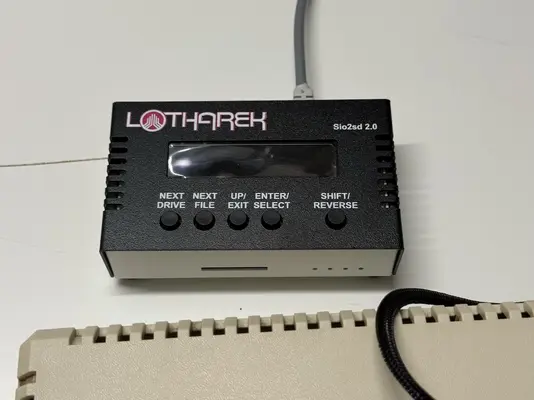 LOTHAREK
Sio2sd 2.0
NEXT DRIVE
NEXT FILE
UP/ EXIT
ENTER/ SELECT
SHIFT/ REVERSE